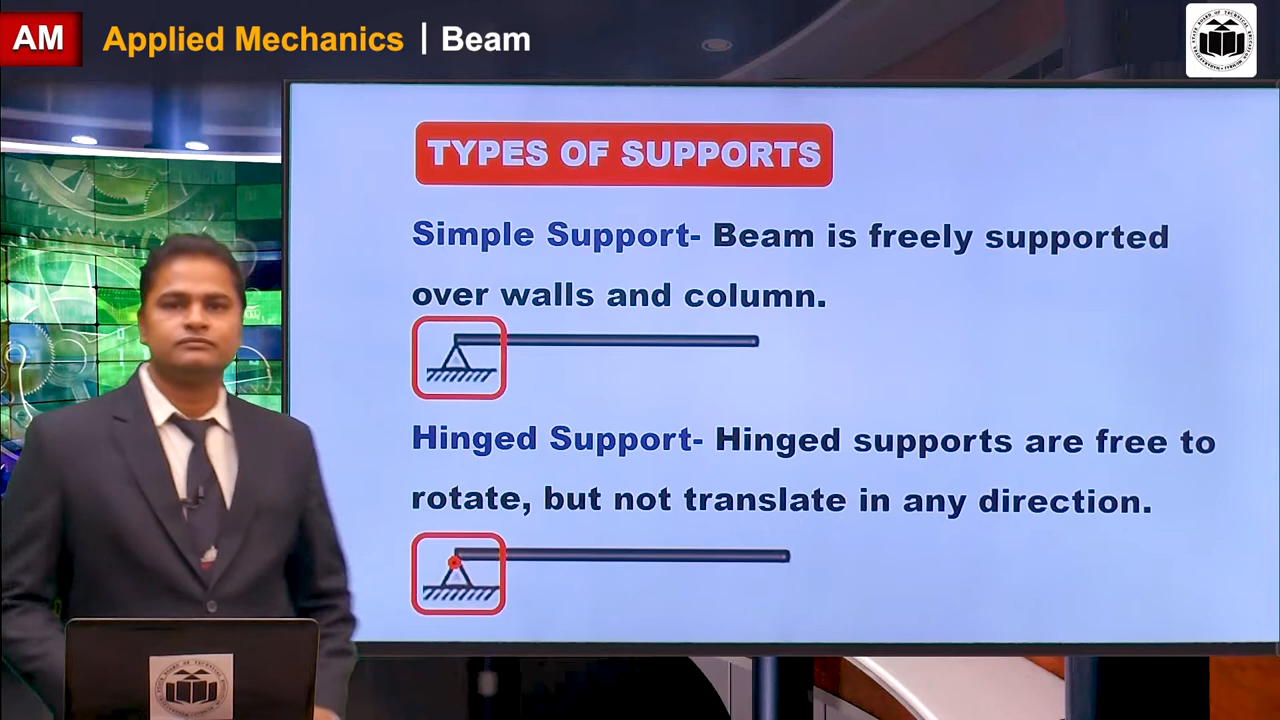 AM
Applied Mechanics | Beam
TYPES OF SUPPORTS
Simple Support- Beam is freely supported
over walls and column.
Hinged Support- Hinged supports are free to
rotate, but not translate in any direction.